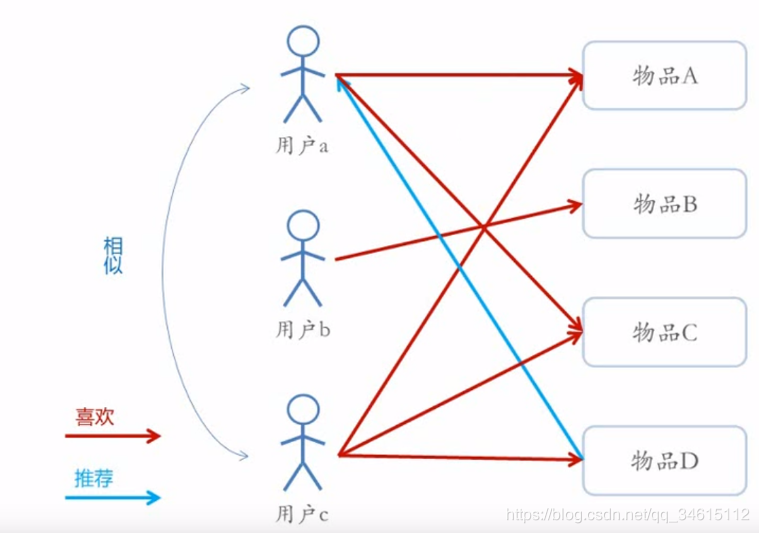 用户a
物品A
物品B
相似
用户b
物品C
喜欢
推荐
物品D
用户c
https://blog.csdn.net/qq_34615112